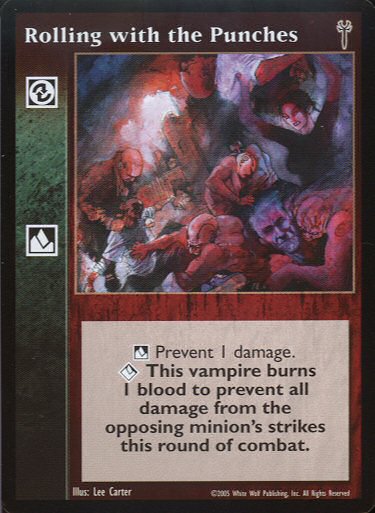 Rolling with the Punches
Prevent 1 damage.
This vampire burns
1 blood to prevent all
damage from the
opposing minion's strikes
this round of combat.
Illus: Lee Carter
©2005 White Wolf Publishing, Inc. All Rights Reserved